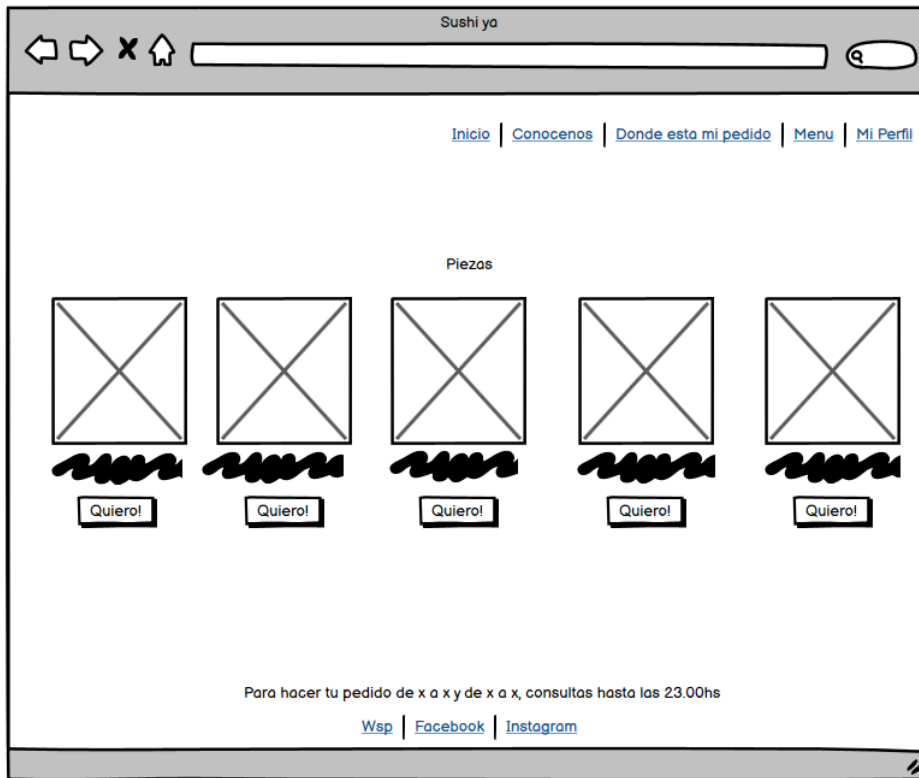 Sushi ya
Inicio | Conocenos | Donde esta mi pedido | Menu | Mi Perfil
Piezas
Quiero! Quiero! Quiero! Quiero! Quiero!
Para hacer tu pedido de x a x y de x a x, consultas hasta las 23.00hs
Wsp | Facebook | Instagram